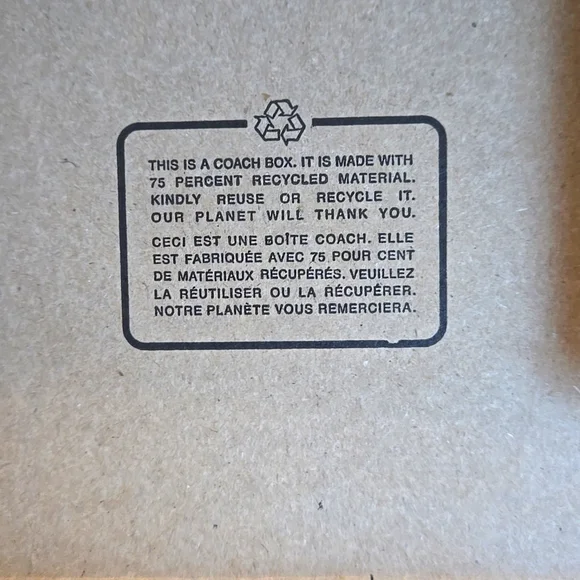 THIS IS A COACH BOX. IT IS MADE WITH
75 PERCENT RECYCLED MATERIAL.
KINDLY REUSE OR RECYCLE IT.
OUR PLANET WILL THANK YOU.
CECI EST UNE BOÎTE COACH. ELLE
EST FABRIQUÉE AVEC 75 POUR CENT
DE MATÉRIAUX RÉCUPÉRÉS. VEUILLEZ
LA RÉUTILISER OU LA RÉCUPÉRER.
NOTRE PLANÈTE VOUS REMERCIERA.